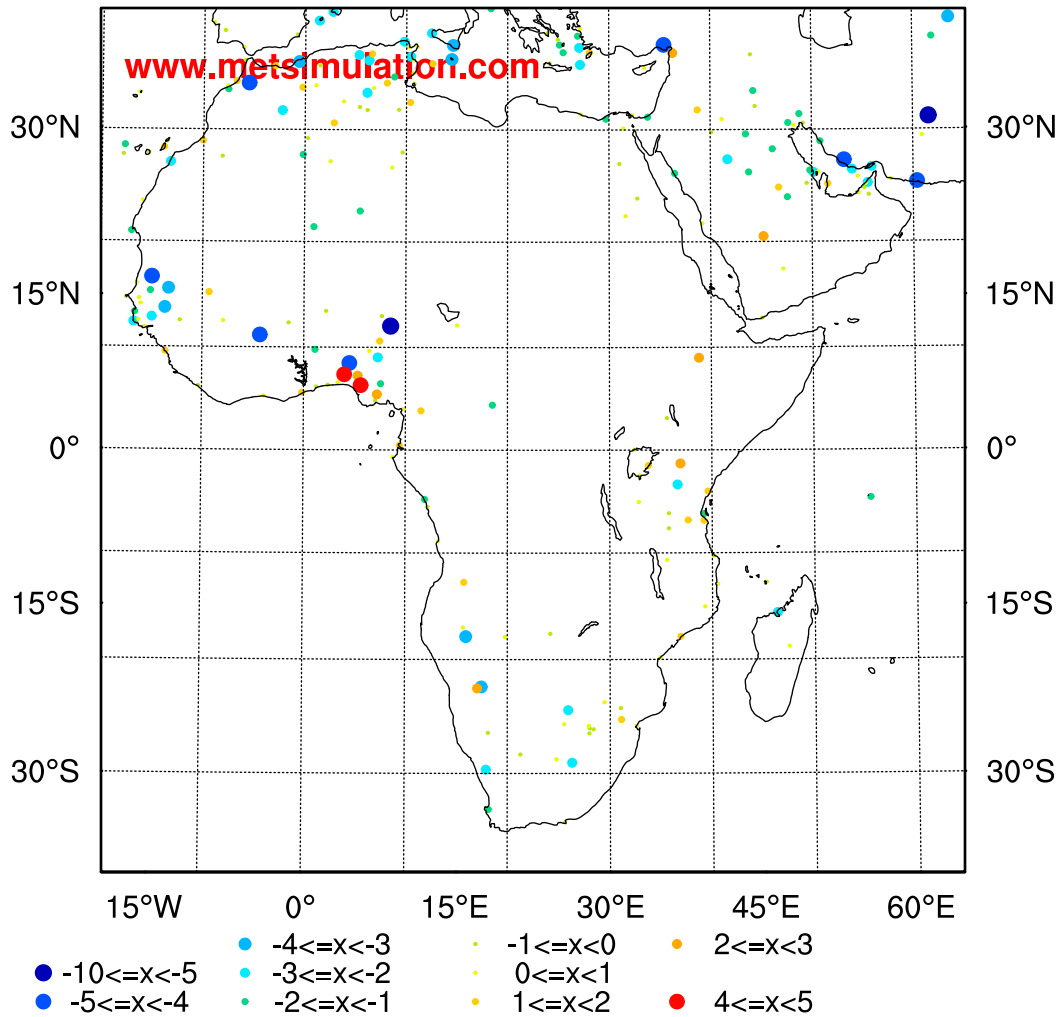 www.metsimulation.com
30°N 30°N
15°N 15°N
0° 0°
15°S 15°S
30°S 30°S
15°W 0° 15°E 30°E 45°E 60°E
-4<=x<-3 -1<=x<0 2<=x<3
-10<=x<-5 -3<=x<-2 0<=x<1
-5<=x<-4 -2<=x<-1 1<=x<2 4<=x<5